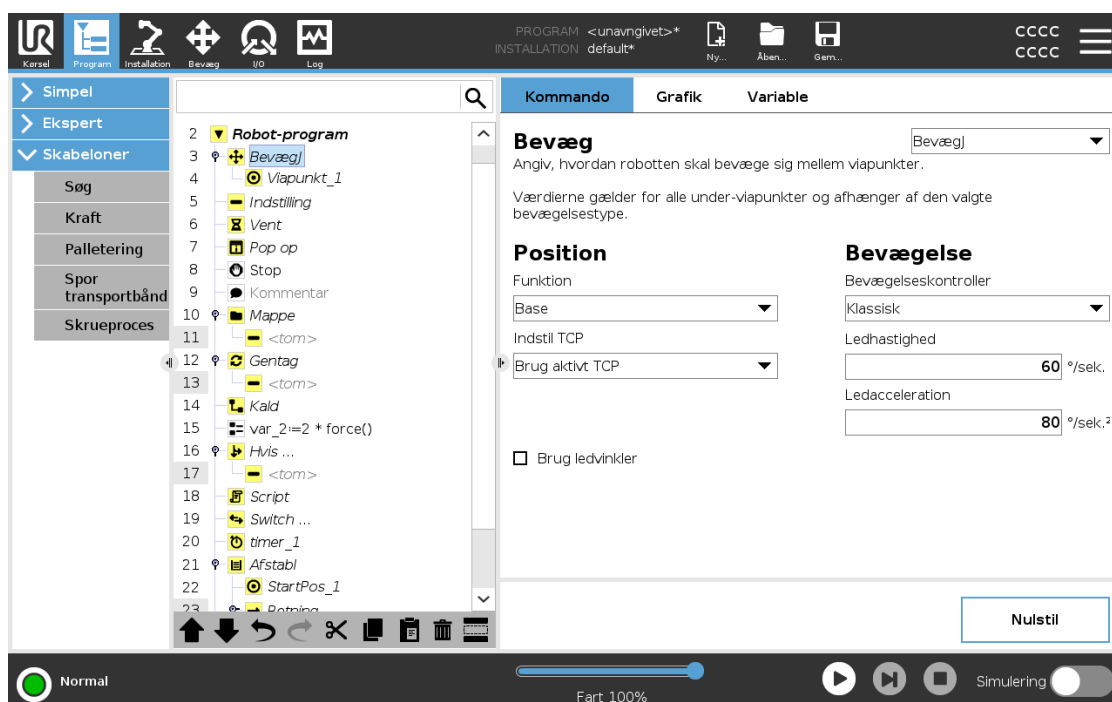 PROGRAM <unavngivet>*
INSTALLATION default*
UR
Kørsel
Program
Installation
Bevæg
I/O
Log
Ny...
Åben...
Gem...
cccc
cccc
Simpel
Ekspert
Skabeloner
Søg
Kraft
Palletering
Spor
transportbånd
Skrueproces
2 Robot-program
3 BevægJ
4 Viapunkt_1
5 Indstilling
6 Vent
7 Pop op
8 Stop
9 Kommentar
10 Mappe
11 <tom>
12 Gentag
13 <tom>
14 Kald
15 var_2:=2 * force()
16 Hvis ...
17 <tom>
18 Script
19 Switch ...
20 timer_1
21 Afstabl
22 StartPos_1
23 Retning
Kommando
Grafik
Variable
Bevæg
BevægJ
Angiv, hvordan robotten skal bevæge sig mellem viapunkter.
Værdierne gælder for alle under-viapunkter og afhænger af den valgte
bevægelsestype.
Position
Funktion
Base
Indstil TCP
Brug aktivt TCP
Brug ledvinkler
Bevægelse
Bevægelseskontroller
Klassisk
Ledhastighed
60 °/sek.
Ledacceleration
80 °/sek.²
Nulstil
Normal
Fart 100%
Simulering